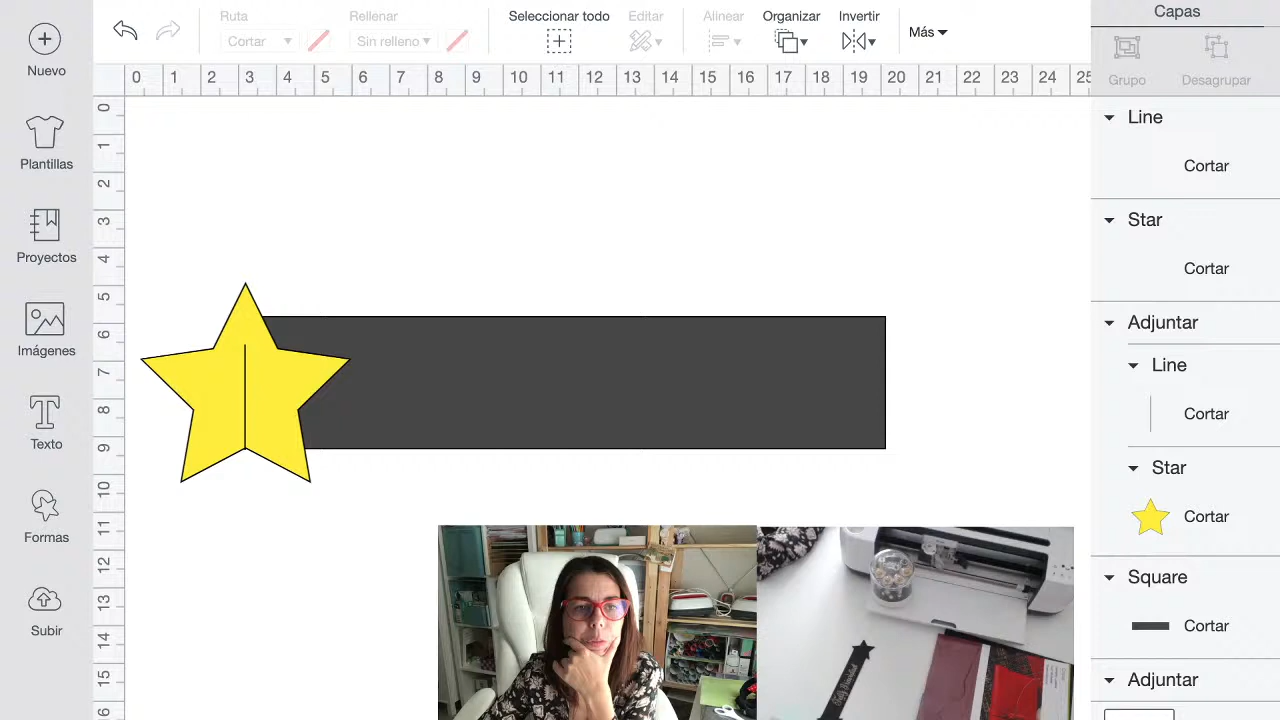 Ruta
Rellenar
Seleccionar todo
Editar
Alinear
Organizar
Invertir
Cortar
Sin relleno
Más
Capas
Grupo
Desagrupar
0 1 2 3 4 5 6 7 8 9 10 11 12 13 14 15 16 17 18 19 20 21 22 23 24 25
0
1
2
3
4
5
6
7
8
9
10
11
12
13
14
15
Nuevo
Plantillas
Proyectos
Imágenes
Texto
Formas
Subir
Line
Cortar
Star
Cortar
Adjuntar
Line
Cortar
Star
Cortar
Square
Cortar
Adjuntar